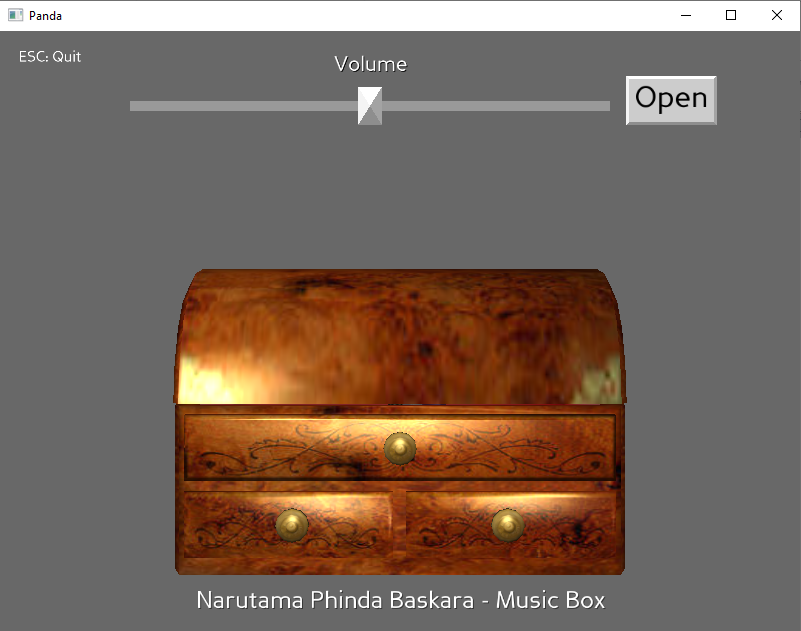 Panda
ESC: Quit
Volume
Open
Narutama Phinda Baskara - Music Box